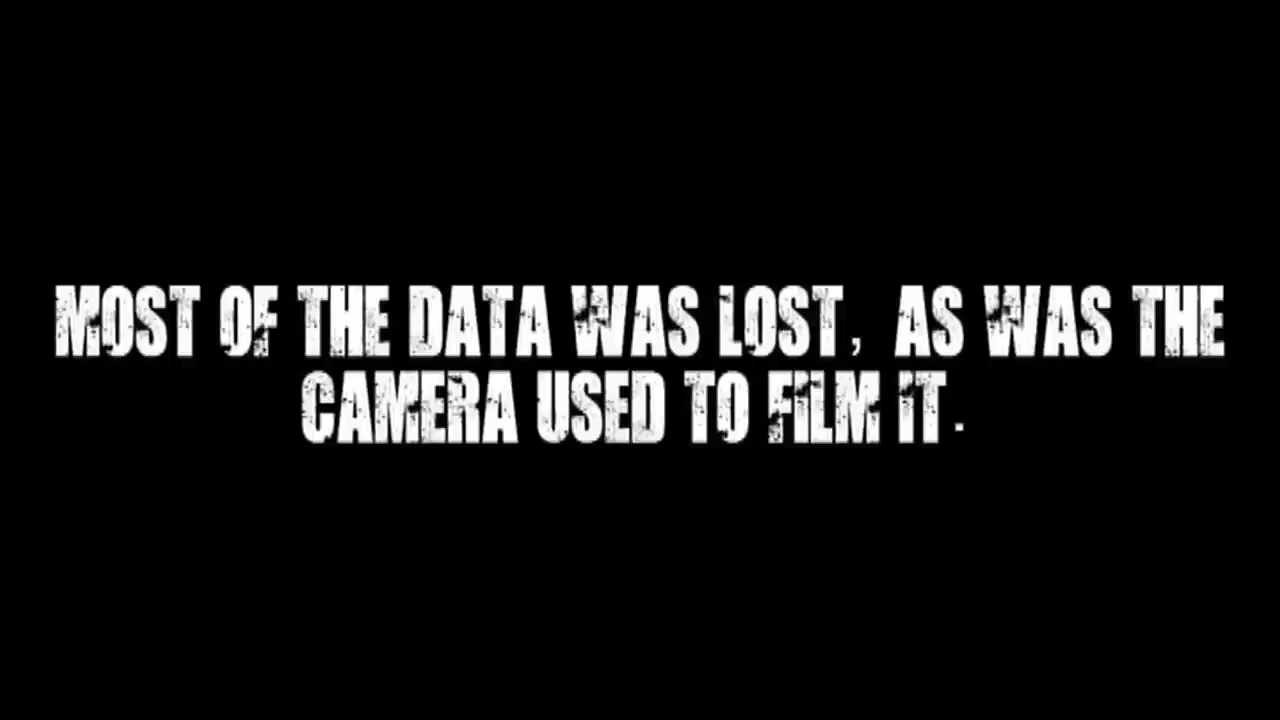 MOST OF THE DATA WAS LOST, AS WAS THE
CAMERA USED TO FILM IT.